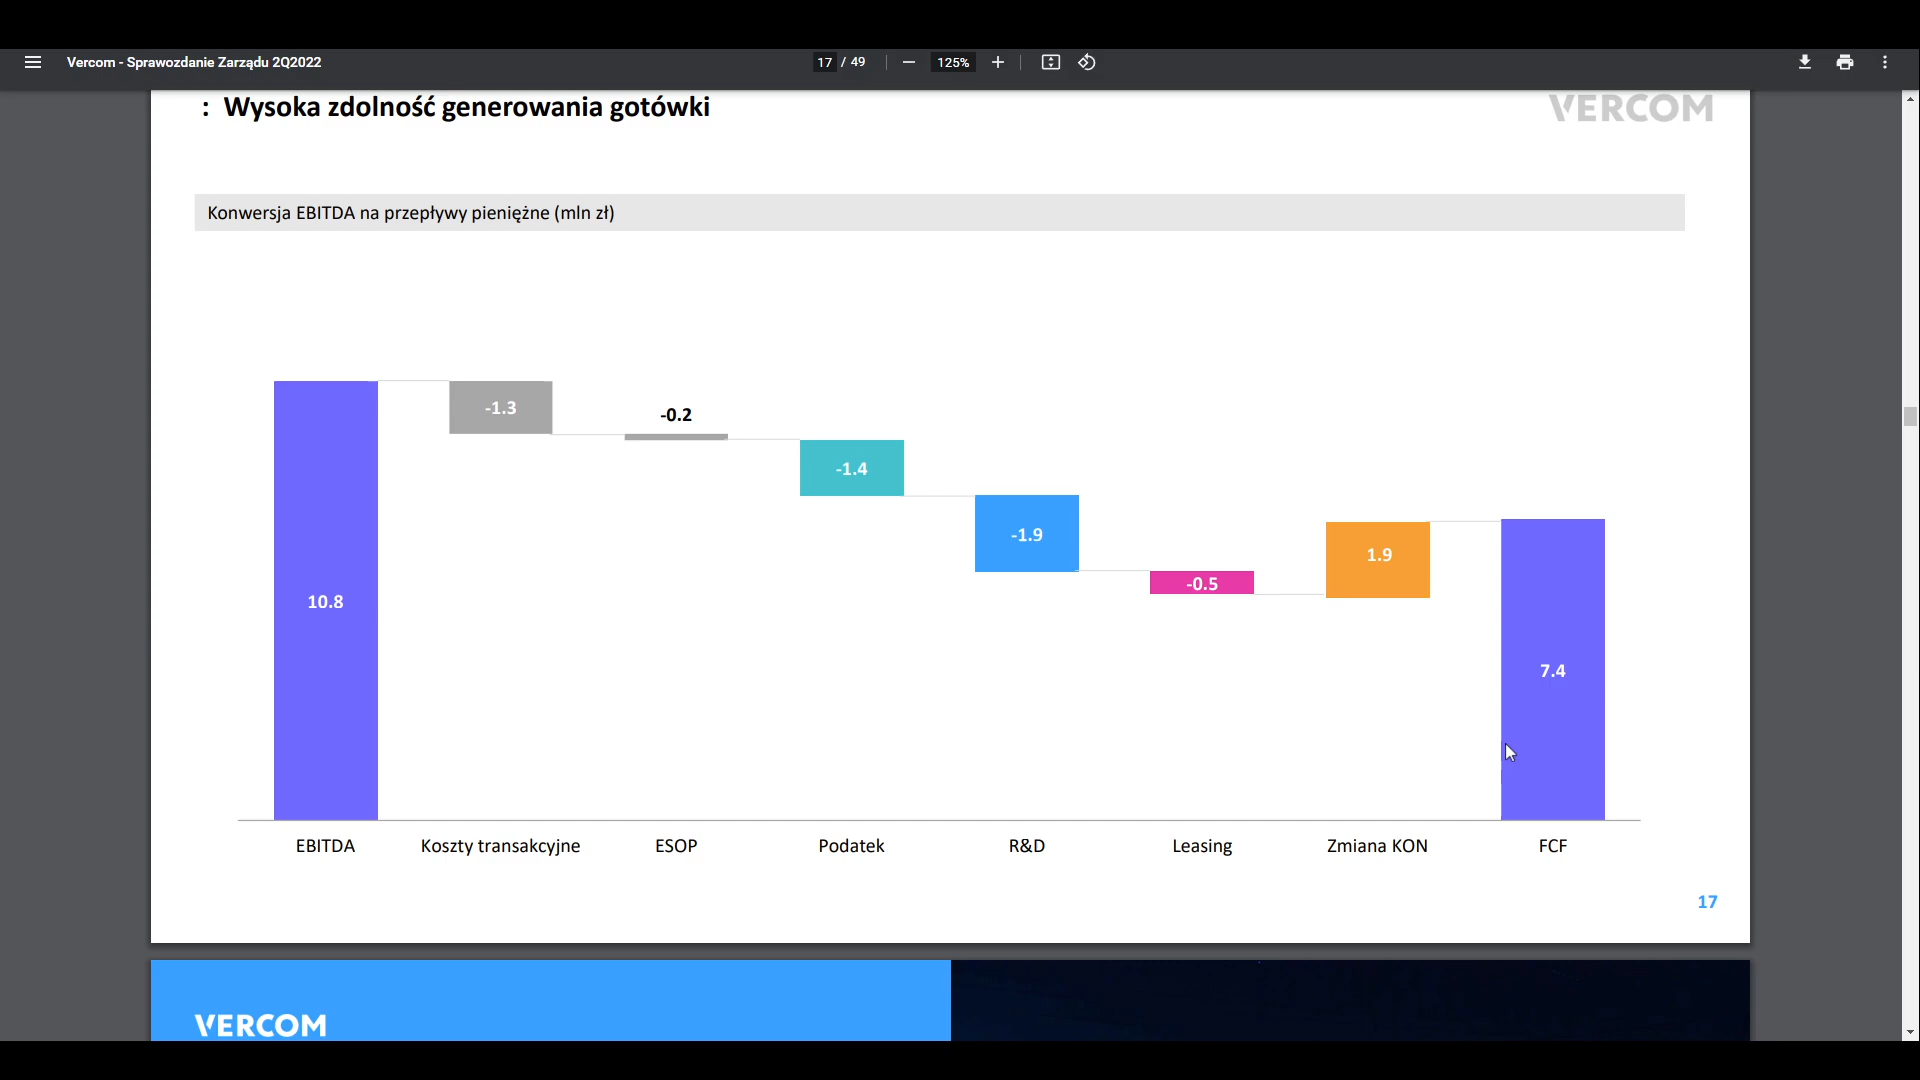 Vercom - Sprawozdanie Zarządu 2Q2022
17 / 49
125%
: Wysoka zdolność generowania gotówki
VERCOM
Konwersja EBITDA na przepływy pieniężne (mln zł)
-1.3
-0.2
-1.4
-1.9
-0.5
1.9
10.8
7.4
EBITDA
Koszty transakcyjne
ESOP
Podatek
R&D
Leasing
Zmiana KON
FCF
17
VERCOM